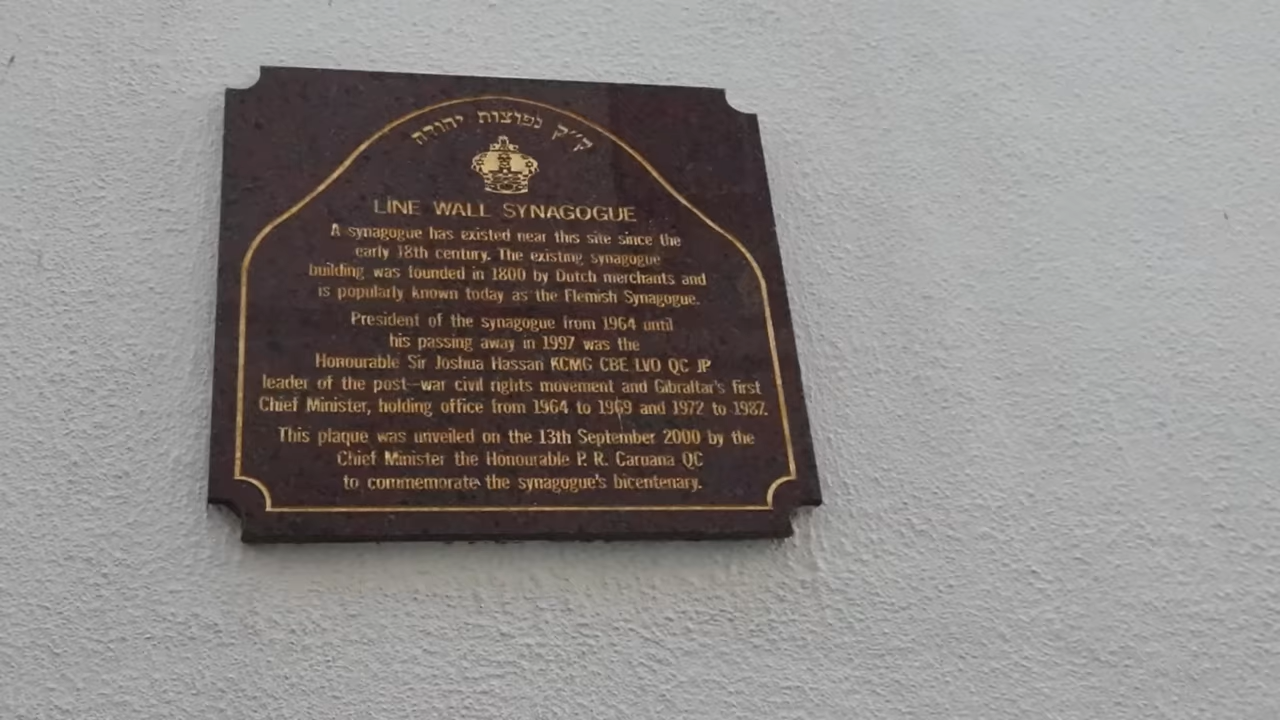 ק״ק נפוצות יהודה
LINE WALL SYNAGOGUE
A synagogue has existed near this site since the
early 18th century. The existing synagogue
building was founded in 1800 by Dutch merchants and
is popularly known today as the Flemish Synagogue.
President of the synagogue from 1964 until
his passing away in 1997 was the
Honourable Sir Joshua Hassan KCMG CBE LVO QC JP
leader of the post-war civil rights movement and Gibraltar's first
Chief Minister, holding office from 1964 to 1969 and 1972 to 1987.
This plaque was unveiled on the 13th September 2000 by the
Chief Minister the Honourable P. R. Caruana QC
to commemorate the synagogue's bicentenary.